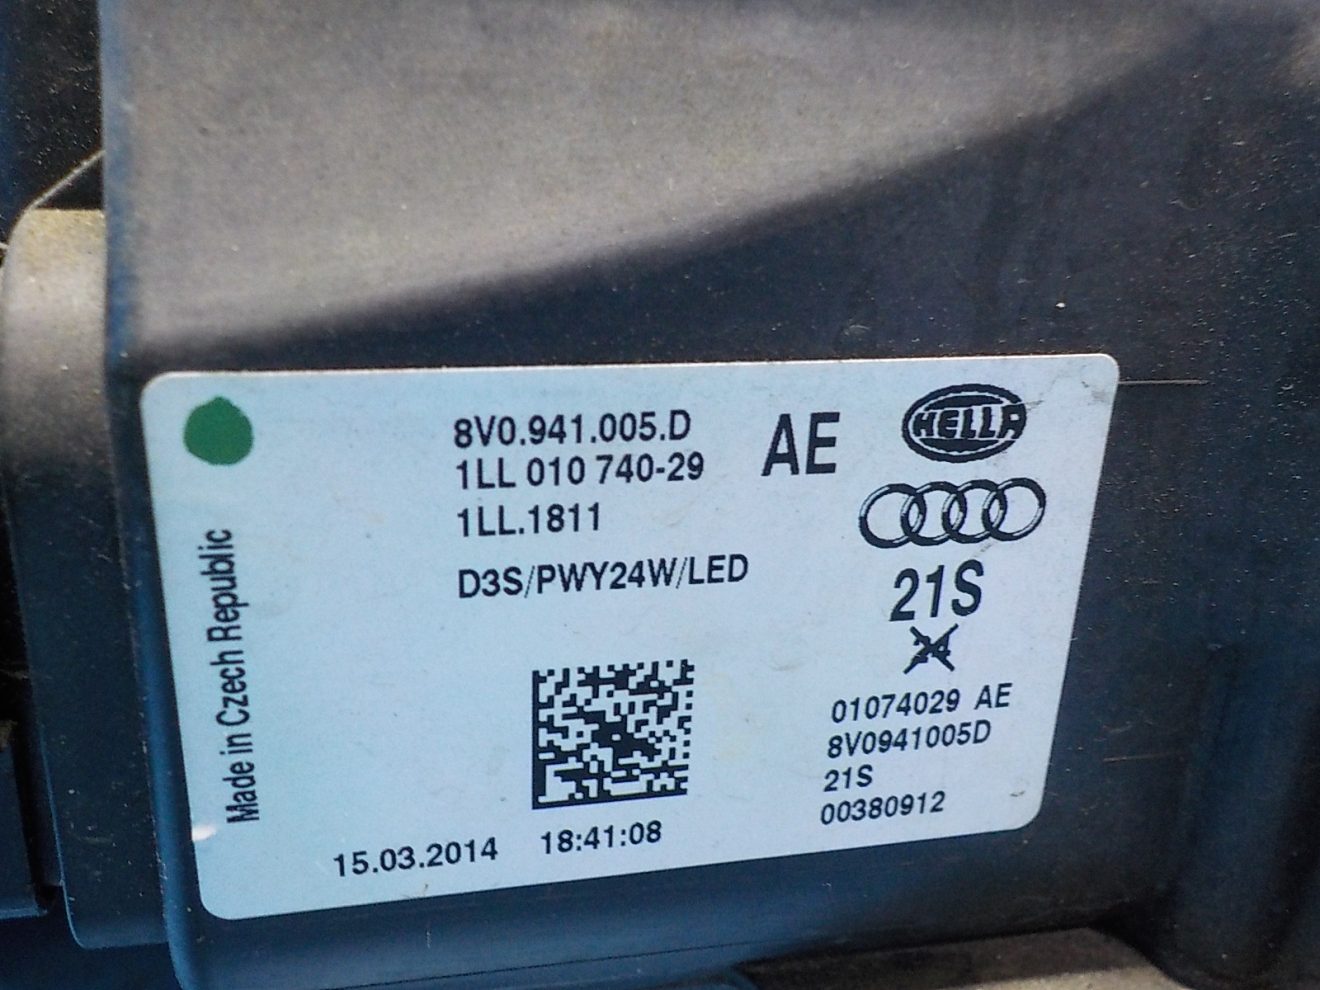 8V0.941.005.D
1LL 010 740-29
1LL.1811
D3S/PWY24W/LED
AE
HELLA
21S
24
01074029 AE
8V0941005D
21S
00380912
Made in Czech Republic
15.03.2014 18:41:08